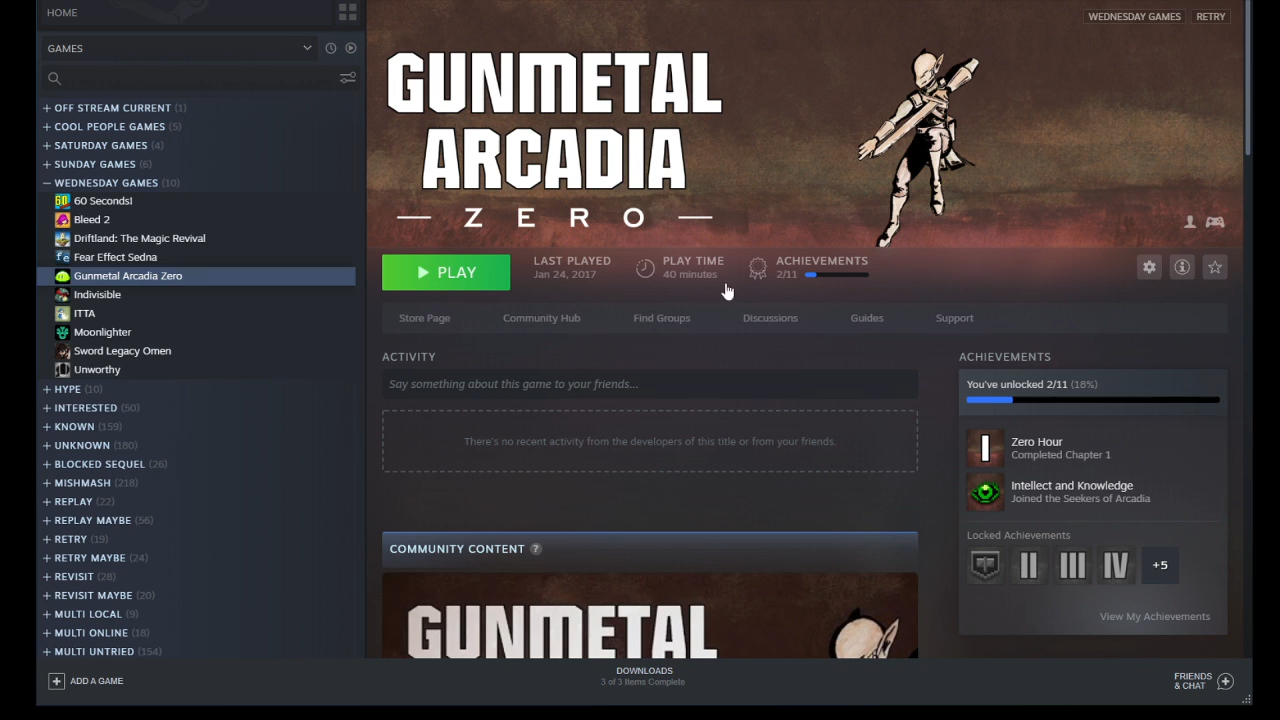 HOME
GAMES
OFF STREAM CURRENT (1)
COOL PEOPLE GAMES (5)
SATURDAY GAMES (4)
SUNDAY GAMES (6)
WEDNESDAY GAMES (10)
60 Seconds!
Bleed 2
Driftland: The Magic Revival
Fear Effect Sedna
Gunmetal Arcadia Zero
Indivisible
ITTA
Moonlighter
Sword Legacy Omen
Unworthy
HYPE (10)
INTERESTED (50)
KNOWN (159)
UNKNOWN (180)
BLOCKED SEQUEL (26)
MISHMASH (218)
REPLAY (22)
REPLAY MAYBE (56)
RETRY (19)
RETRY MAYBE (24)
REVISIT (28)
REVISIT MAYBE (20)
MULTI LOCAL (9)
MULTI ONLINE (18)
MULTI UNTRIED (154)
ADD A GAME
WEDNESDAY GAMES RETRY
GUNMETAL
ARCADIA
— ZERO —
PLAY
LAST PLAYED
Jan 24, 2017
PLAY TIME
40 minutes
ACHIEVEMENTS
2/11
Store Page Community Hub Find Groups Discussions Guides Support
ACTIVITY
Say something about this game to your friends...
There's no recent activity from the developers of this title or from your friends.
COMMUNITY CONTENT ?
GUNMETAL
ACHIEVEMENTS
You've unlocked 2/11 (18%)
I
Zero Hour
Completed Chapter 1
Intellect and Knowledge
Joined the Seekers of Arcadia
Locked Achievements
II III IV +5
View My Achievements
DOWNLOADS
3 of 3 Items Complete
FRIENDS
& CHAT